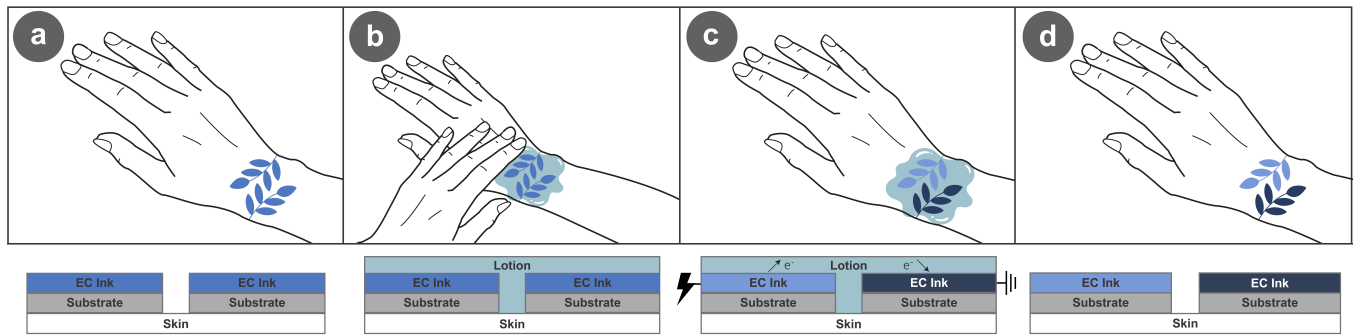 a
b
c
d
EC Ink
EC Ink
Substrate
Substrate
Skin
Lotion
EC Ink
EC Ink
Substrate
Substrate
Skin
e- Lotion e-
EC Ink
EC Ink
Substrate
Substrate
Skin
EC Ink
EC Ink
Substrate
Substrate
Skin